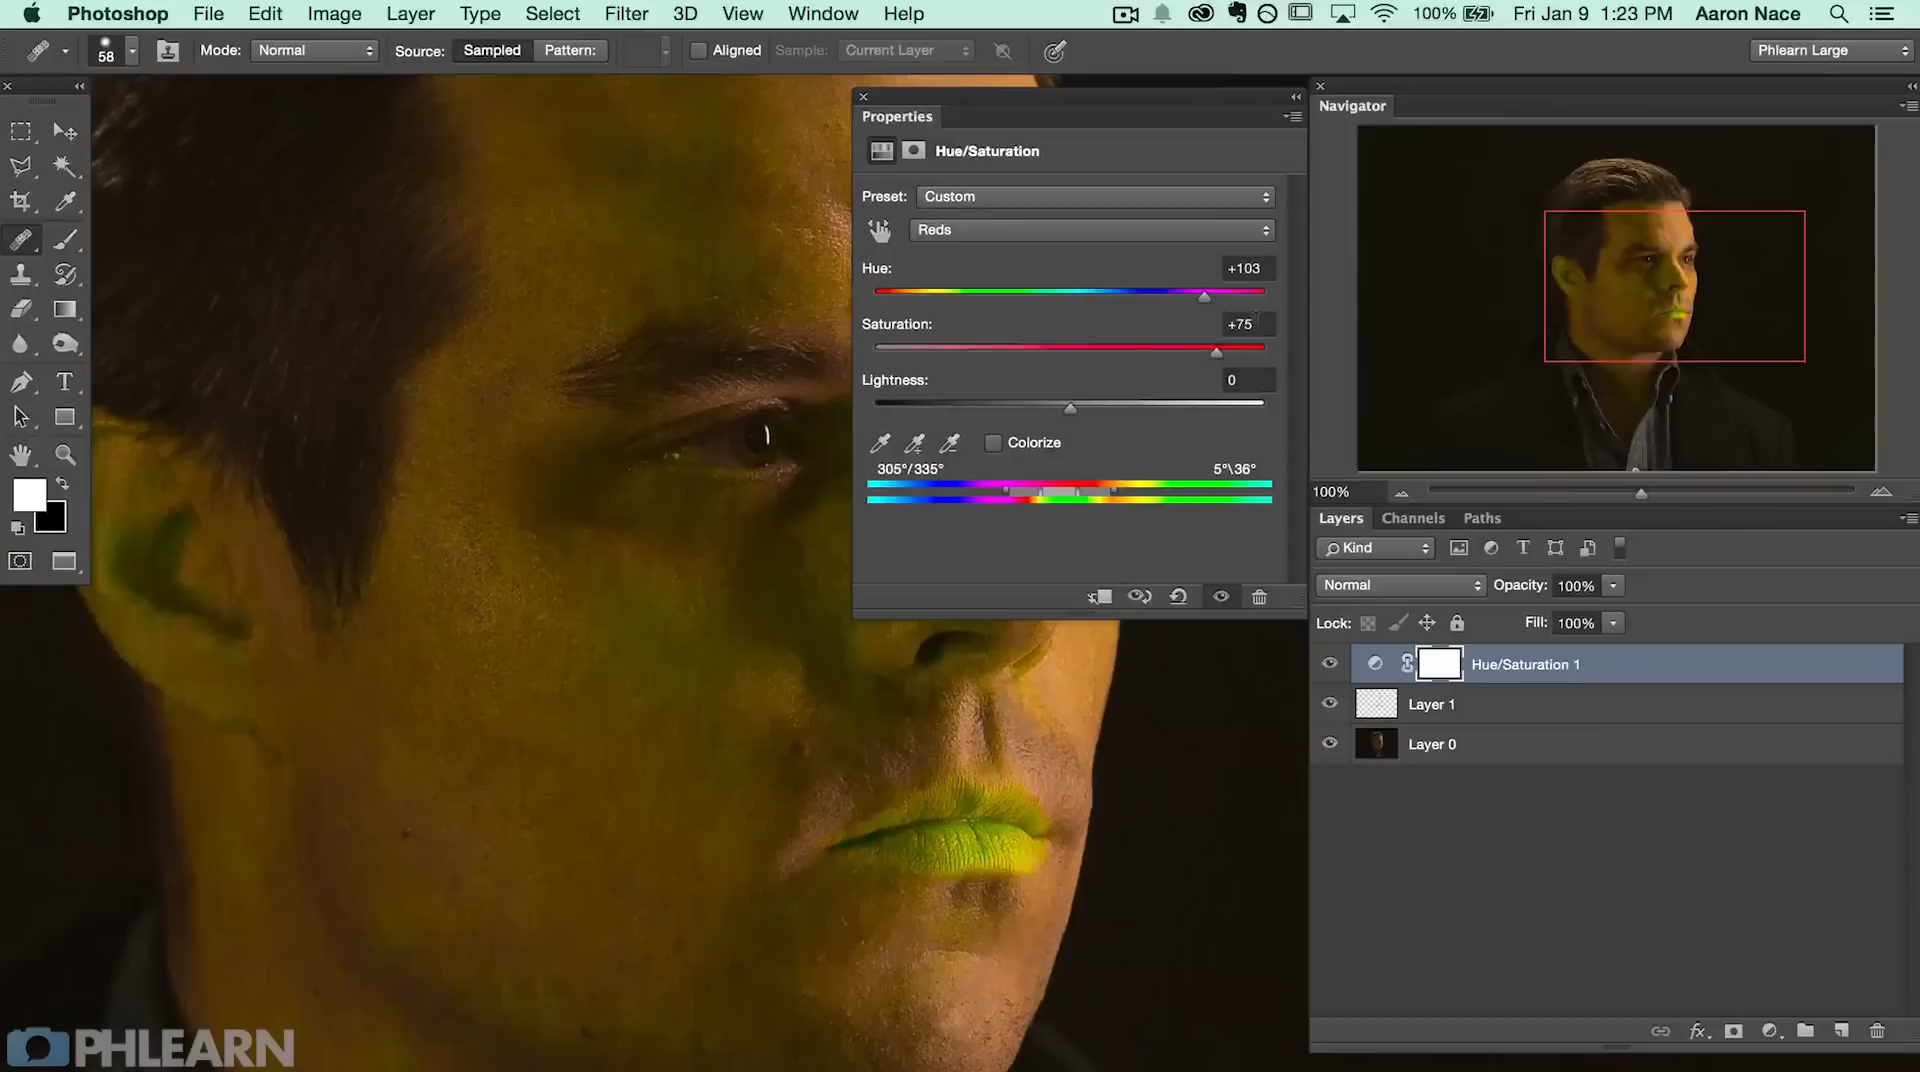 Photoshop File Edit Image Layer Type Select Filter 3D View Window Help 100% Fri Jan 9 1:23 PM Aaron Nace
58 Mode: Normal Source: Sampled Pattern: Aligned Sample: Current Layer Phlearn Large
Properties
Hue/Saturation
Preset: Custom
Reds
Hue: +103
Saturation: +75
Lightness: 0
Colorize
305°/335° 5°\36°
Navigator
100%
Layers Channels Paths
Kind
Normal Opacity: 100%
Lock: Fill: 100%
Hue/Saturation 1
Layer 1
Layer 0
fx
PHLEARN